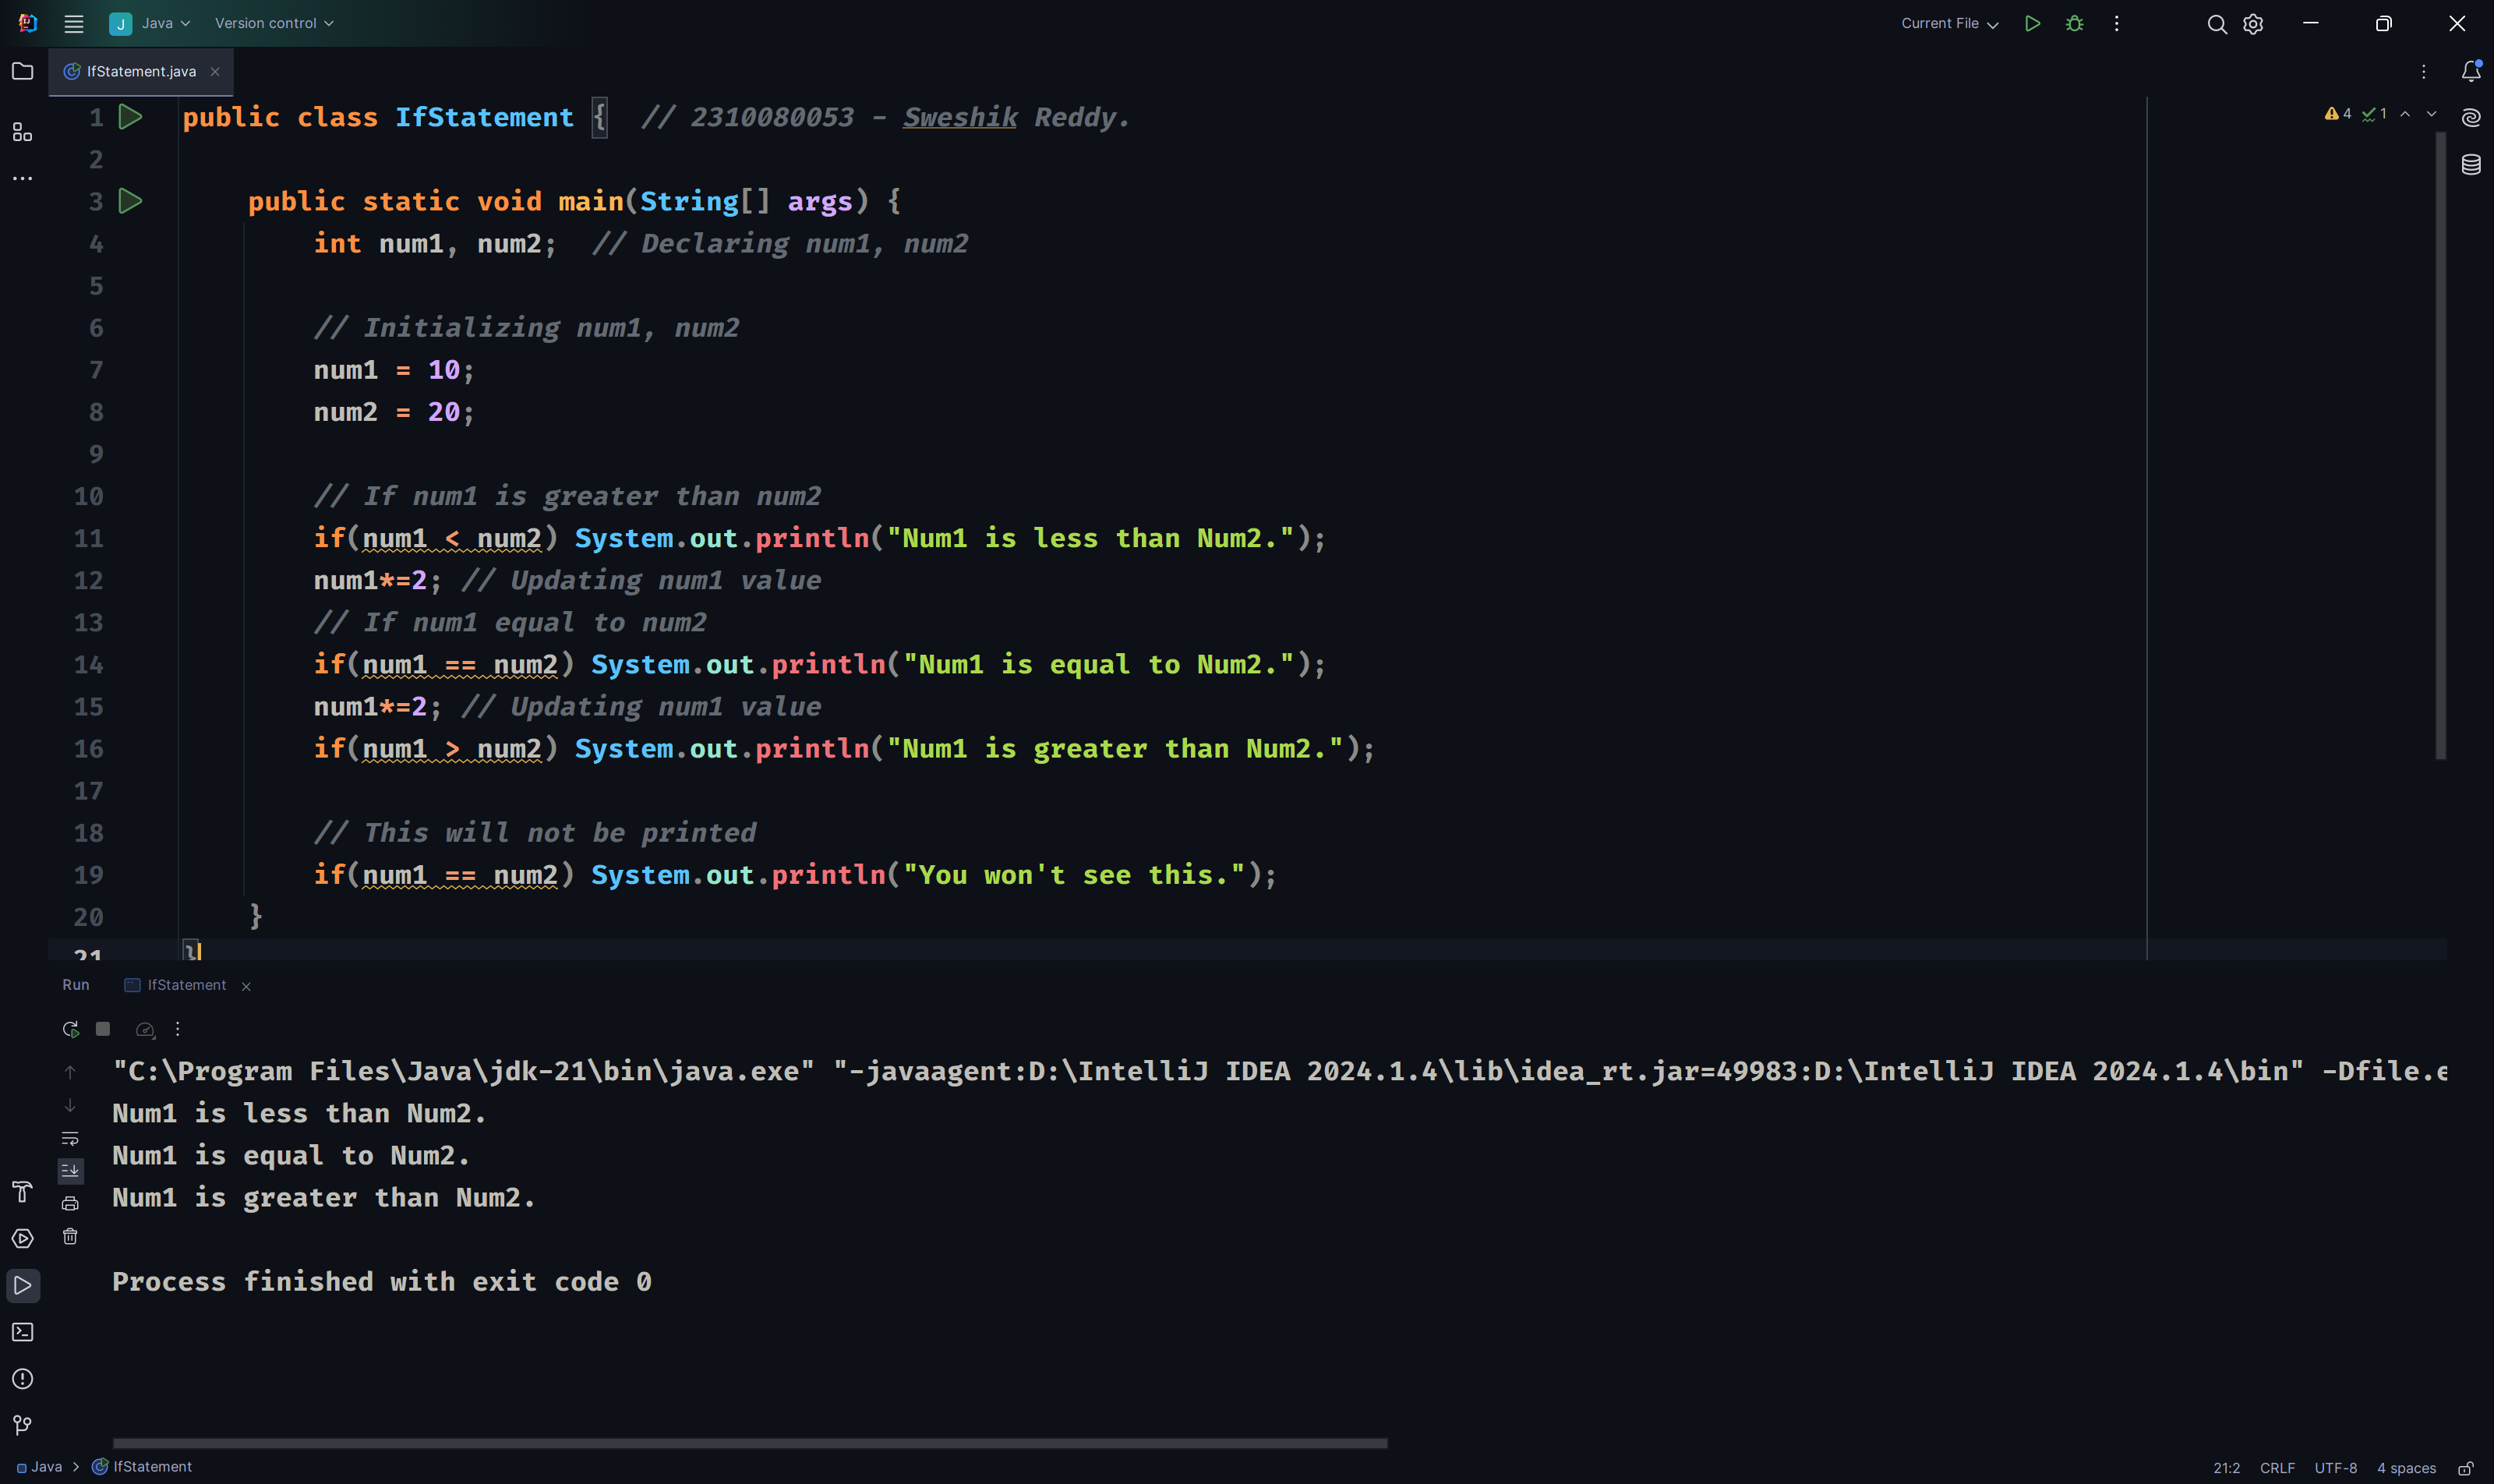 J Java Version control Current File
IfStatement.java
4 1
1 public class IfStatement { // 2310080053 - Sweshik Reddy.
2
3 public static void main(String[] args) {
4 int num1, num2; // Declaring num1, num2
5
6 // Initializing num1, num2
7 num1 = 10;
8 num2 = 20;
9
10 // If num1 is greater than num2
11 if(num1 < num2) System.out.println("Num1 is less than Num2.");
12 num1*=2; // Updating num1 value
13 // If num1 equal to num2
14 if(num1 == num2) System.out.println("Num1 is equal to Num2.");
15 num1*=2; // Updating num1 value
16 if(num1 > num2) System.out.println("Num1 is greater than Num2.");
17
18 // This will not be printed
19 if(num1 == num2) System.out.println("You won't see this.");
20 }
21 }
Run IfStatement
"C:\Program Files\Java\jdk-21\bin\java.exe" "-javaagent:D:\IntelliJ IDEA 2024.1.4\lib\idea_rt.jar=49983:D:\IntelliJ IDEA 2024.1.4\bin" -Dfile.e
Num1 is less than Num2.
Num1 is equal to Num2.
Num1 is greater than Num2.
Process finished with exit code 0
Java > IfStatement
21:2 CRLF UTF-8 4 spaces